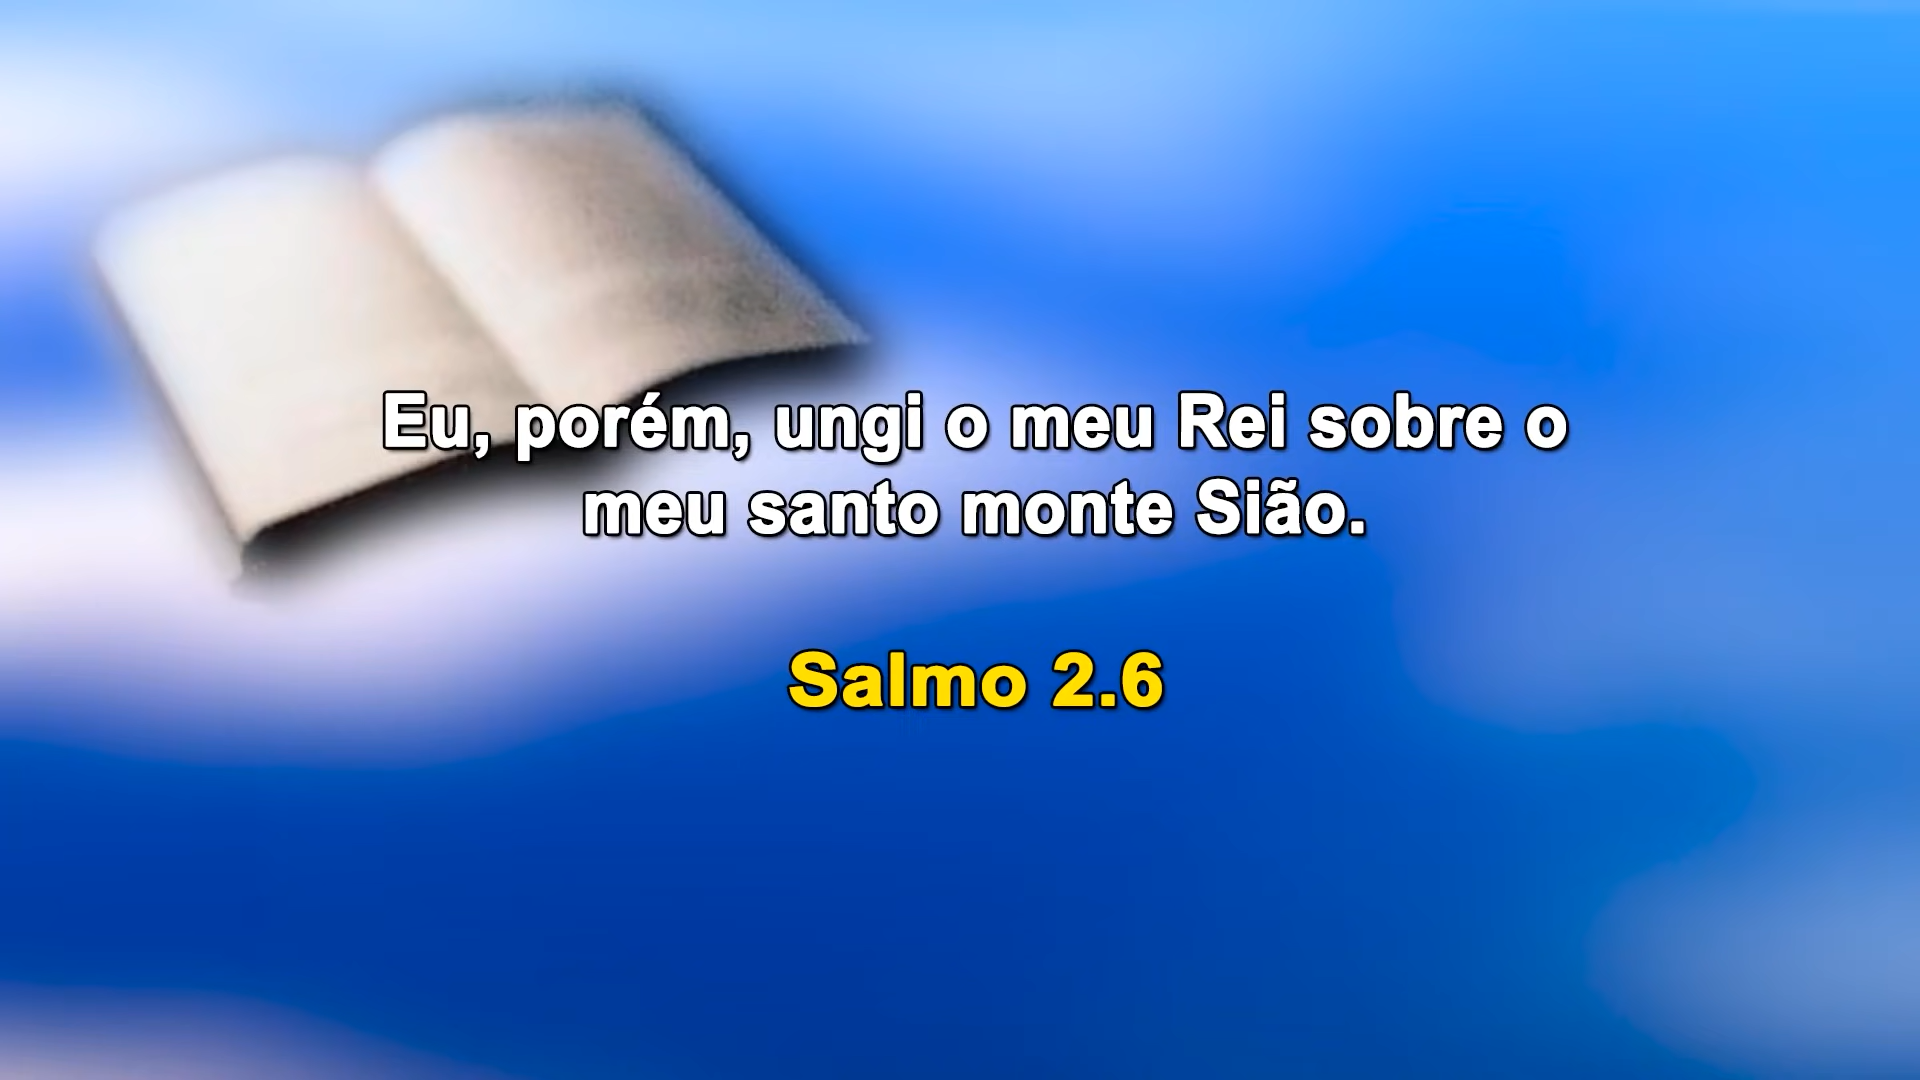 Eu, porém, ungi o meu Rei sobre o
meu santo monte Sião.
Salmo 2.6